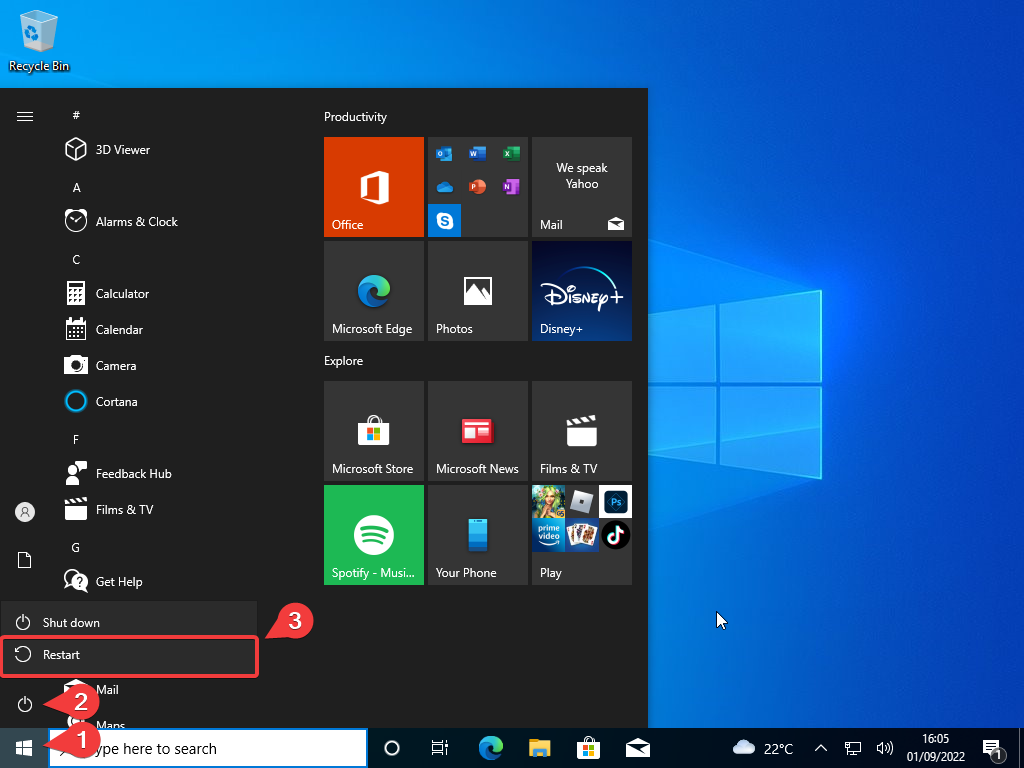 Recycle Bin
#
3D Viewer
A
Alarms & Clock
C
Calculator
Calendar
Camera
Cortana
F
Feedback Hub
Films & TV
G
Get Help
Shut down
Restart
Mail
Maps
Productivity
Office
We speak
Yahoo
Mail
Microsoft Edge
Photos
Disney+
Disney+
Explore
Microsoft Store
Microsoft News
Films & TV
Spotify - Musi...
Your Phone
Ps
prime
video
Play
3
2
1
ype here to search
22°C
16:05
01/09/2022
1